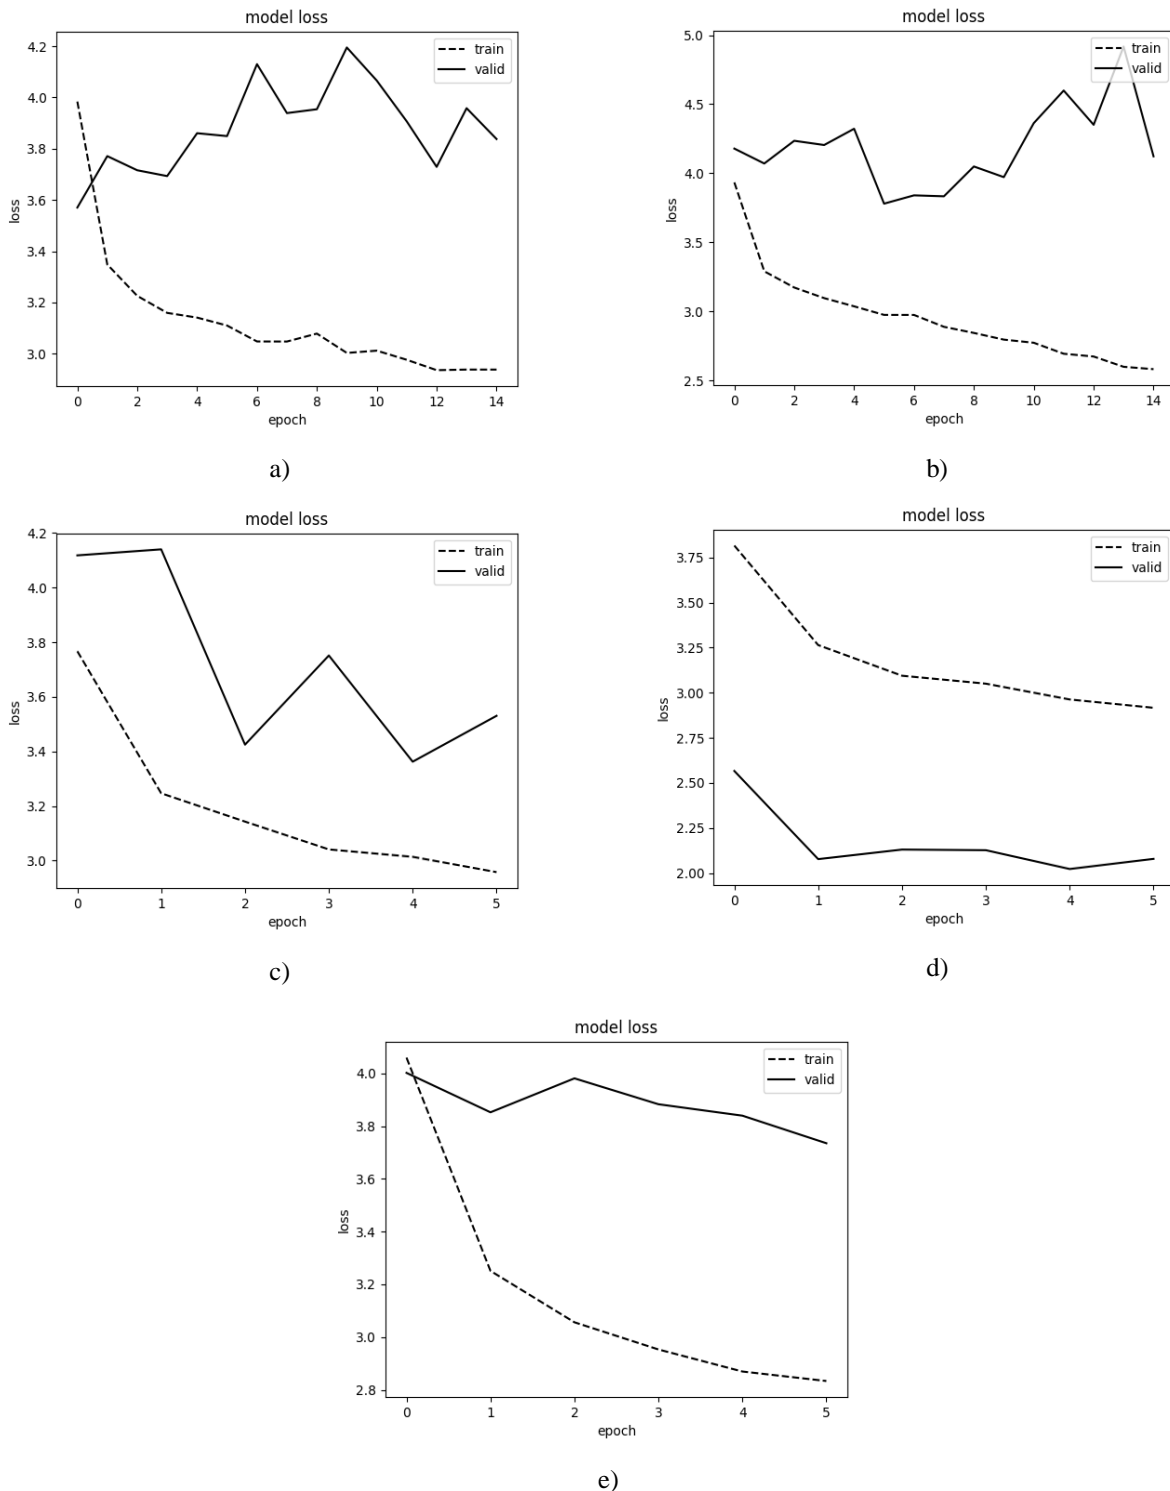 model loss
train
valid
4.2
4.0
3.8
3.6
3.4
3.2
3.0
loss
0 2 4 6 8 10 12 14
epoch
a)
model loss
train
valid
5.0
4.5
4.0
3.5
3.0
2.5
loss
0 2 4 6 8 10 12 14
epoch
b)
model loss
train
valid
4.2
4.0
3.8
3.6
3.4
3.2
3.0
loss
0 1 2 3 4 5
epoch
c)
model loss
train
valid
3.75
3.50
3.25
3.00
2.75
2.50
2.25
2.00
loss
0 1 2 3 4 5
epoch
d)
model loss
train
valid
4.0
3.8
3.6
3.4
3.2
3.0
2.8
loss
0 1 2 3 4 5
epoch
e)